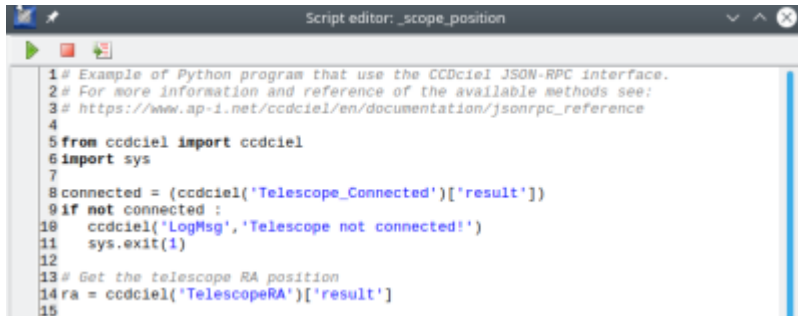 Script editor: _scope_position
1 # Example of Python program that use the CCDciel JSON-RPC interface.
2 # For more information and reference of the available methods see:
3 # https://www.ap-i.net/ccdciel/en/documentation/jsonrpc_reference
4
5 from ccdciel import ccdciel
6 import sys
7
8 connected = (ccdciel('Telescope_Connected')['result'])
9 if not connected :
10    ccdciel('LogMsg','Telescope not connected!')
11    sys.exit(1)
12
13 # Get the telescope RA position
14 ra = ccdciel('TelescopeRA')['result']
15